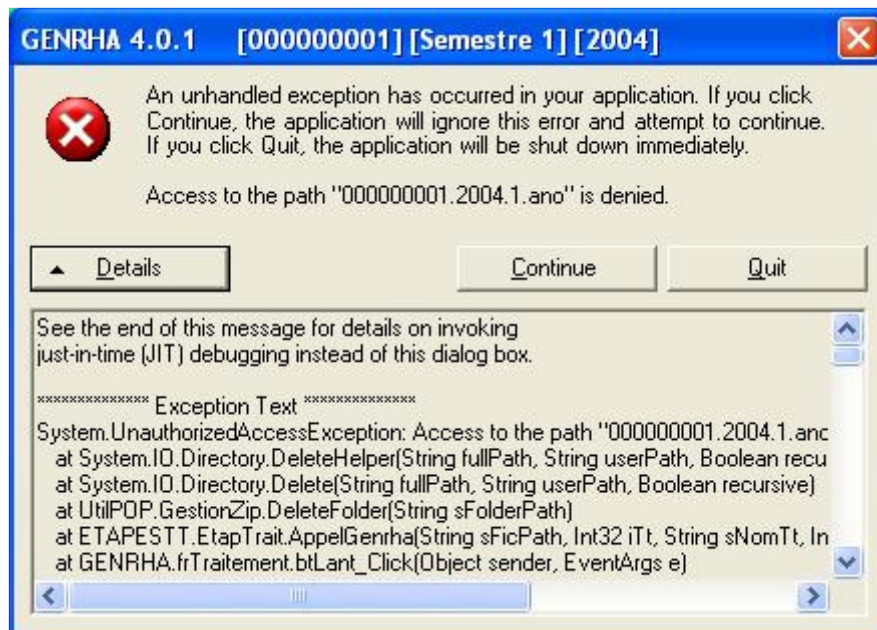 GENRHA 4.0.1 [000000001] [Semestre 1] [2004]
An unhandled exception has occurred in your application. If you click
Continue, the application will ignore this error and attempt to continue.
If you click Quit, the application will be shut down immediately.
Access to the path "000000001.2004.1.ano" is denied.
Details
Continue
Quit
See the end of this message for details on invoking
just-in-time (JIT) debugging instead of this dialog box.
************** Exception Text **************
System.UnauthorizedAccessException: Access to the path "000000001.2004.1.anc
at System.IO.Directory.DeleteHelper(String fullPath, String userPath, Boolean recu
at System.IO.Directory.Delete(String fullPath, String userPath, Boolean recursive)
at UtilPOP.GestionZip.DeleteFolder(String sFolderPath)
at ETAPESTT.EtapTrait.AppelGenrha(String sFicPath, Int32 iTt, String sNomTt, In
at GENRHA.frTraitement.btLant_Click(Object sender, EventArgs e)